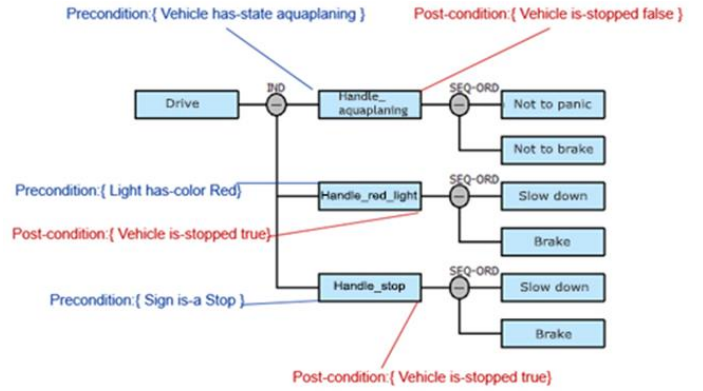 Precondition:{ Vehicle has-state aquaplaning }
Post-condition:{ Vehicle is-stopped false }
IND
SEQ-ORD
Drive
Handle_
aquaplaning
Not to panic
Not to brake
SEQ-ORD
Precondition:{ Light has-color Red}
Handle_red_light
Slow down
Post-condition:{ Vehicle is-stopped true}
Brake
SEQ-ORD
Precondition:{ Sign is-a Stop }
Handle_stop
Slow down
Brake
Post-condition:{ Vehicle is-stopped true}